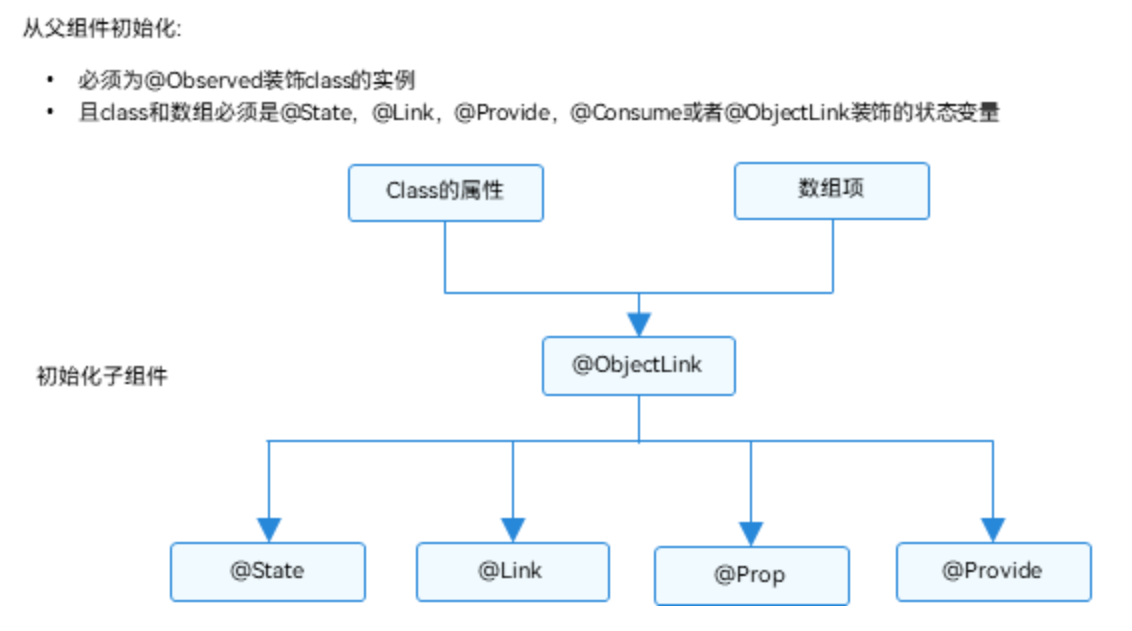 从父组件初始化:
• 必须为@Observed装饰class的实例
• 且class和数组必须是@State，@Link，@Provide，@Consume或者@ObjectLink装饰的状态变量
Class的属性
数组项
@ObjectLink
初始化子组件
@State
@Link
@Prop
@Provide